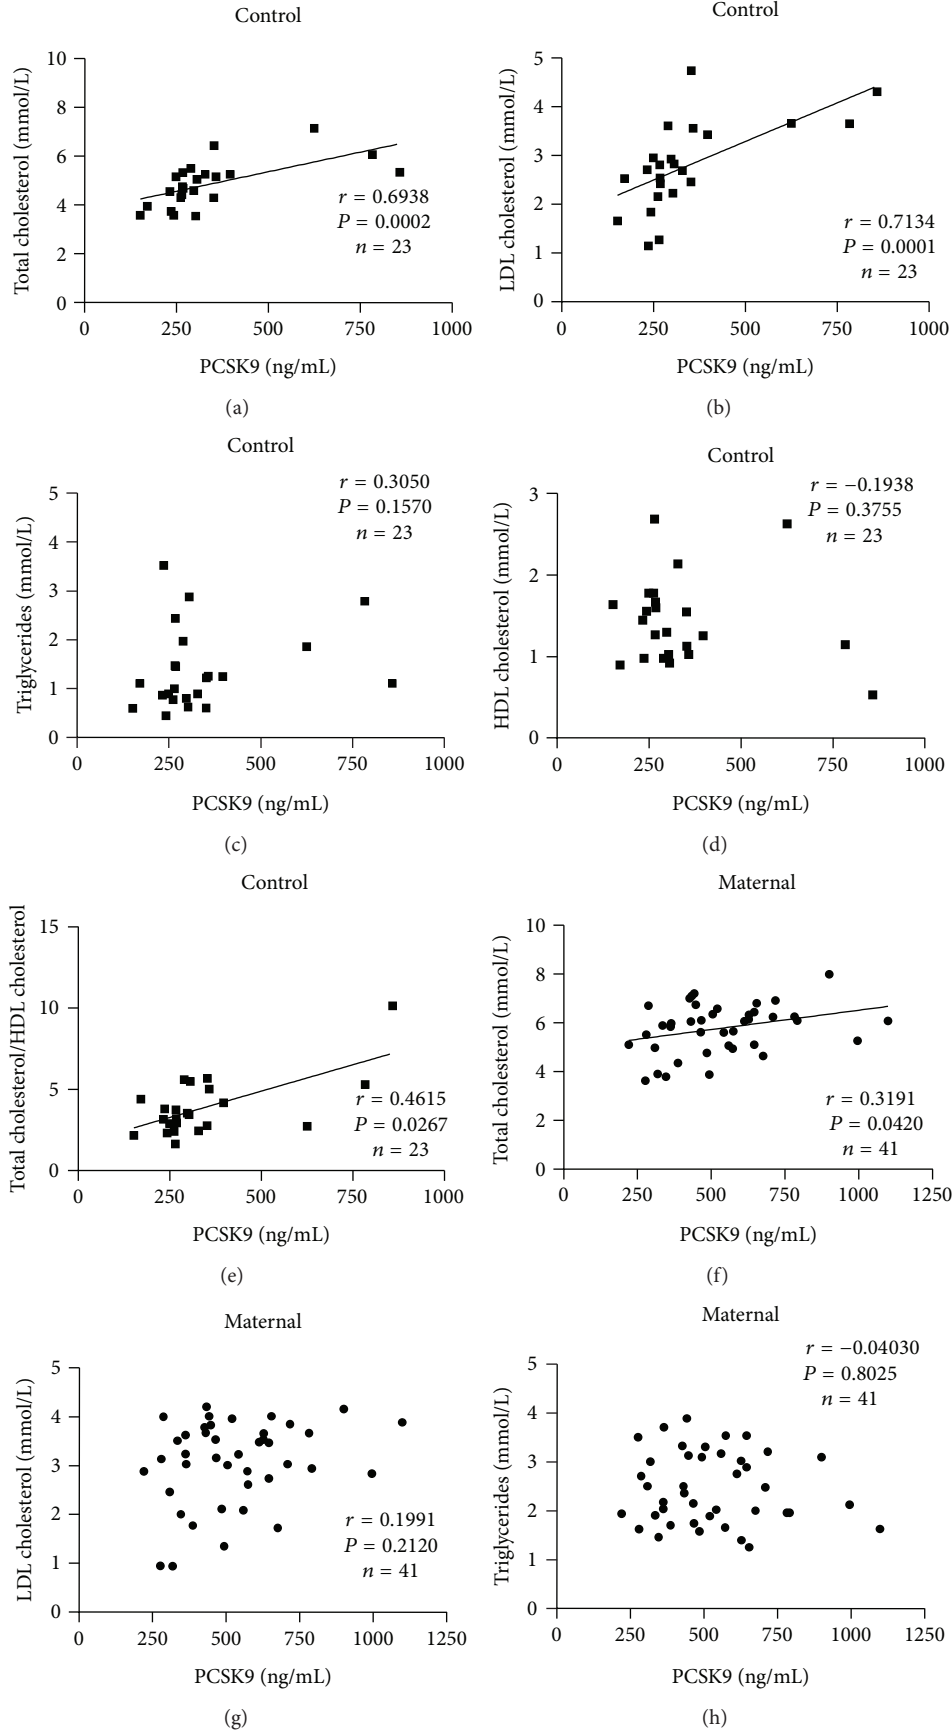 Control
Total cholesterol (mmol/L)
10
8
6
4
2
0
r = 0.6938
P = 0.0002
n = 23
0 250 500 750 1000
PCSK9 (ng/mL)
(a)
Control
LDL cholesterol (mmol/L)
5
4
3
2
1
0
r = 0.7134
P = 0.0001
n = 23
0 250 500 750 1000
PCSK9 (ng/mL)
(b)
Control
Triglycerides (mmol/L)
r = 0.3050
P = 0.1570
n = 23
5
4
3
2
1
0
0 250 500 750 1000
PCSK9 (ng/mL)
(c)
Control
HDL cholesterol (mmol/L)
r = −0.1938
P = 0.3755
n = 23
3
2
1
0
0 250 500 750 1000
PCSK9 (ng/mL)
(d)
Control
Total cholesterol/HDL cholesterol
15
10
5
0
r = 0.4615
P = 0.0267
n = 23
0 250 500 750 1000
PCSK9 (ng/mL)
(e)
Maternal
Total cholesterol (mmol/L)
10
8
6
4
2
0
r = 0.3191
P = 0.0420
n = 41
0 250 500 750 1000 1250
PCSK9 (ng/mL)
(f)
Maternal
LDL cholesterol (mmol/L)
5
4
3
2
1
0
r = 0.1991
P = 0.2120
n = 41
0 250 500 750 1000 1250
PCSK9 (ng/mL)
(g)
Maternal
Triglycerides (mmol/L)
r = −0.04030
P = 0.8025
n = 41
5
4
3
2
1
0
0 250 500 750 1000 1250
PCSK9 (ng/mL)
(h)